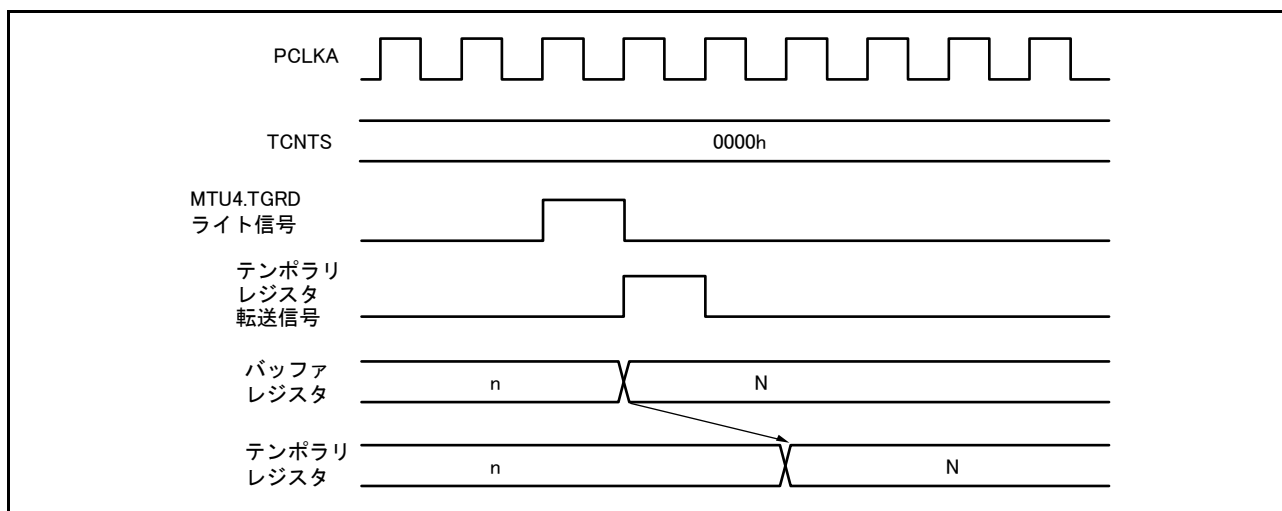 PCLKA
TCNTS
0000h
MTU4.TGRD
ライト信号
テンポラリ
レジスタ
転送信号
バッファ
レジスタ
n
N
テンポラリ
レジスタ
n
N